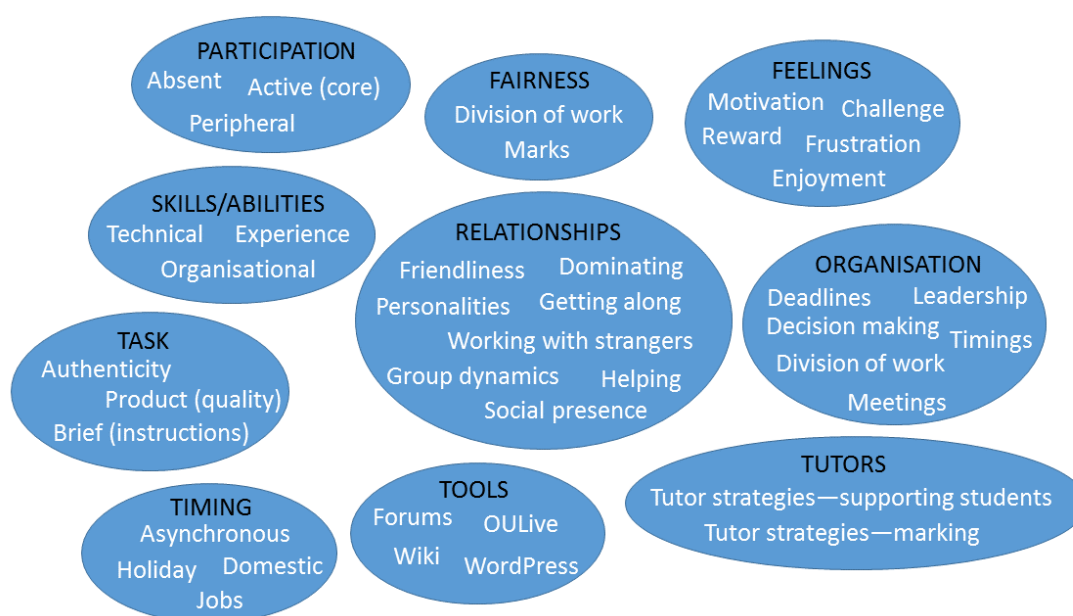 PARTICIPATION
Absent Active (core)
Peripheral
FAIRNESS
Division of work
Marks
FEELINGS
Motivation Challenge
Reward Frustration
Enjoyment
SKILLS/ABILITIES
Technical Experience
Organisational
RELATIONSHIPS
Friendliness Dominating
Personalities Getting along
Working with strangers
Group dynamics Helping
Social presence
ORGANISATION
Deadlines Leadership
Decision making Timings
Division of work
Meetings
TASK
Authenticity
Product (quality)
Brief (instructions)
TIMING
Asynchronous
Holiday Domestic
Jobs
TOOLS
Forums OULive
Wiki WordPress
TUTORS
Tutor strategies—supporting students
Tutor strategies—marking